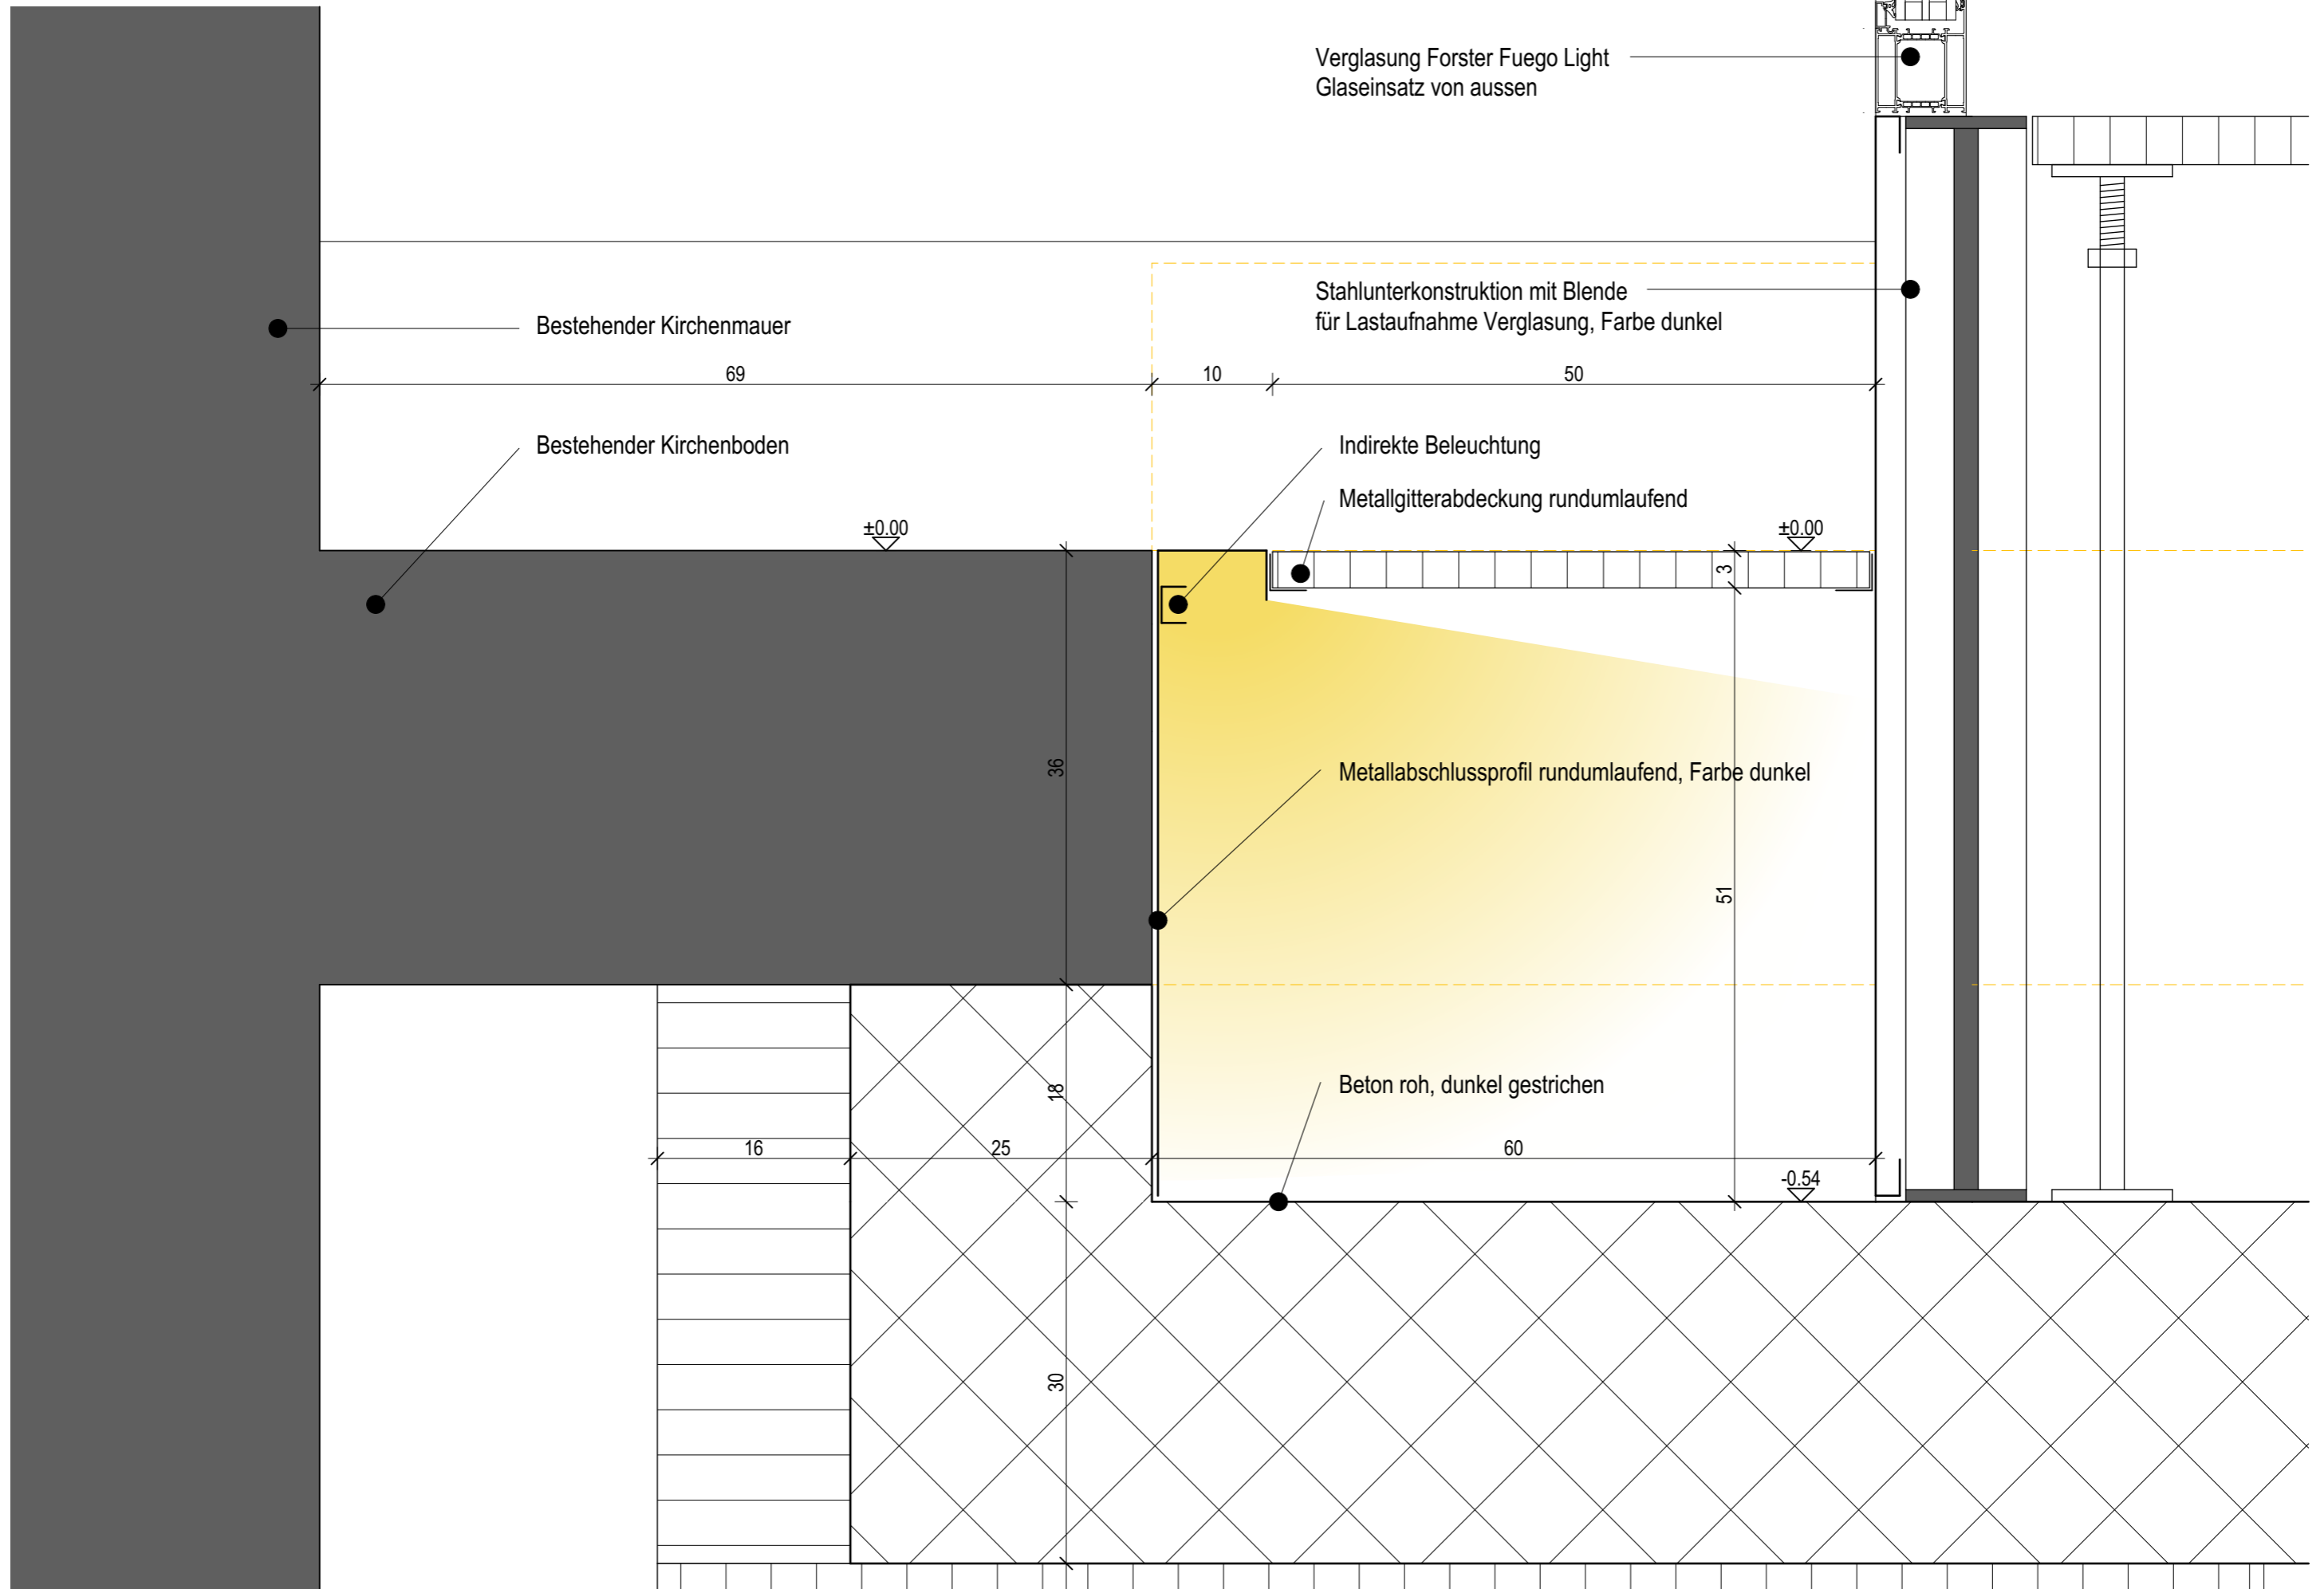 Verglasung Forster Fuego Light
Glaseinsatz von aussen
Stahlunterkonstruktion mit Blende
für Lastaufnahme Verglasung, Farbe dunkel
Bestehender Kirchenmauer
69
10
50
Bestehender Kirchenboden
Indirekte Beleuchtung
Metallgitterabdeckung rundumlaufend
±0.00
±0.00
3
36
Metallabschlussprofil rundumlaufend, Farbe dunkel
51
18
Beton roh, dunkel gestrichen
16
25
60
-0.54
30